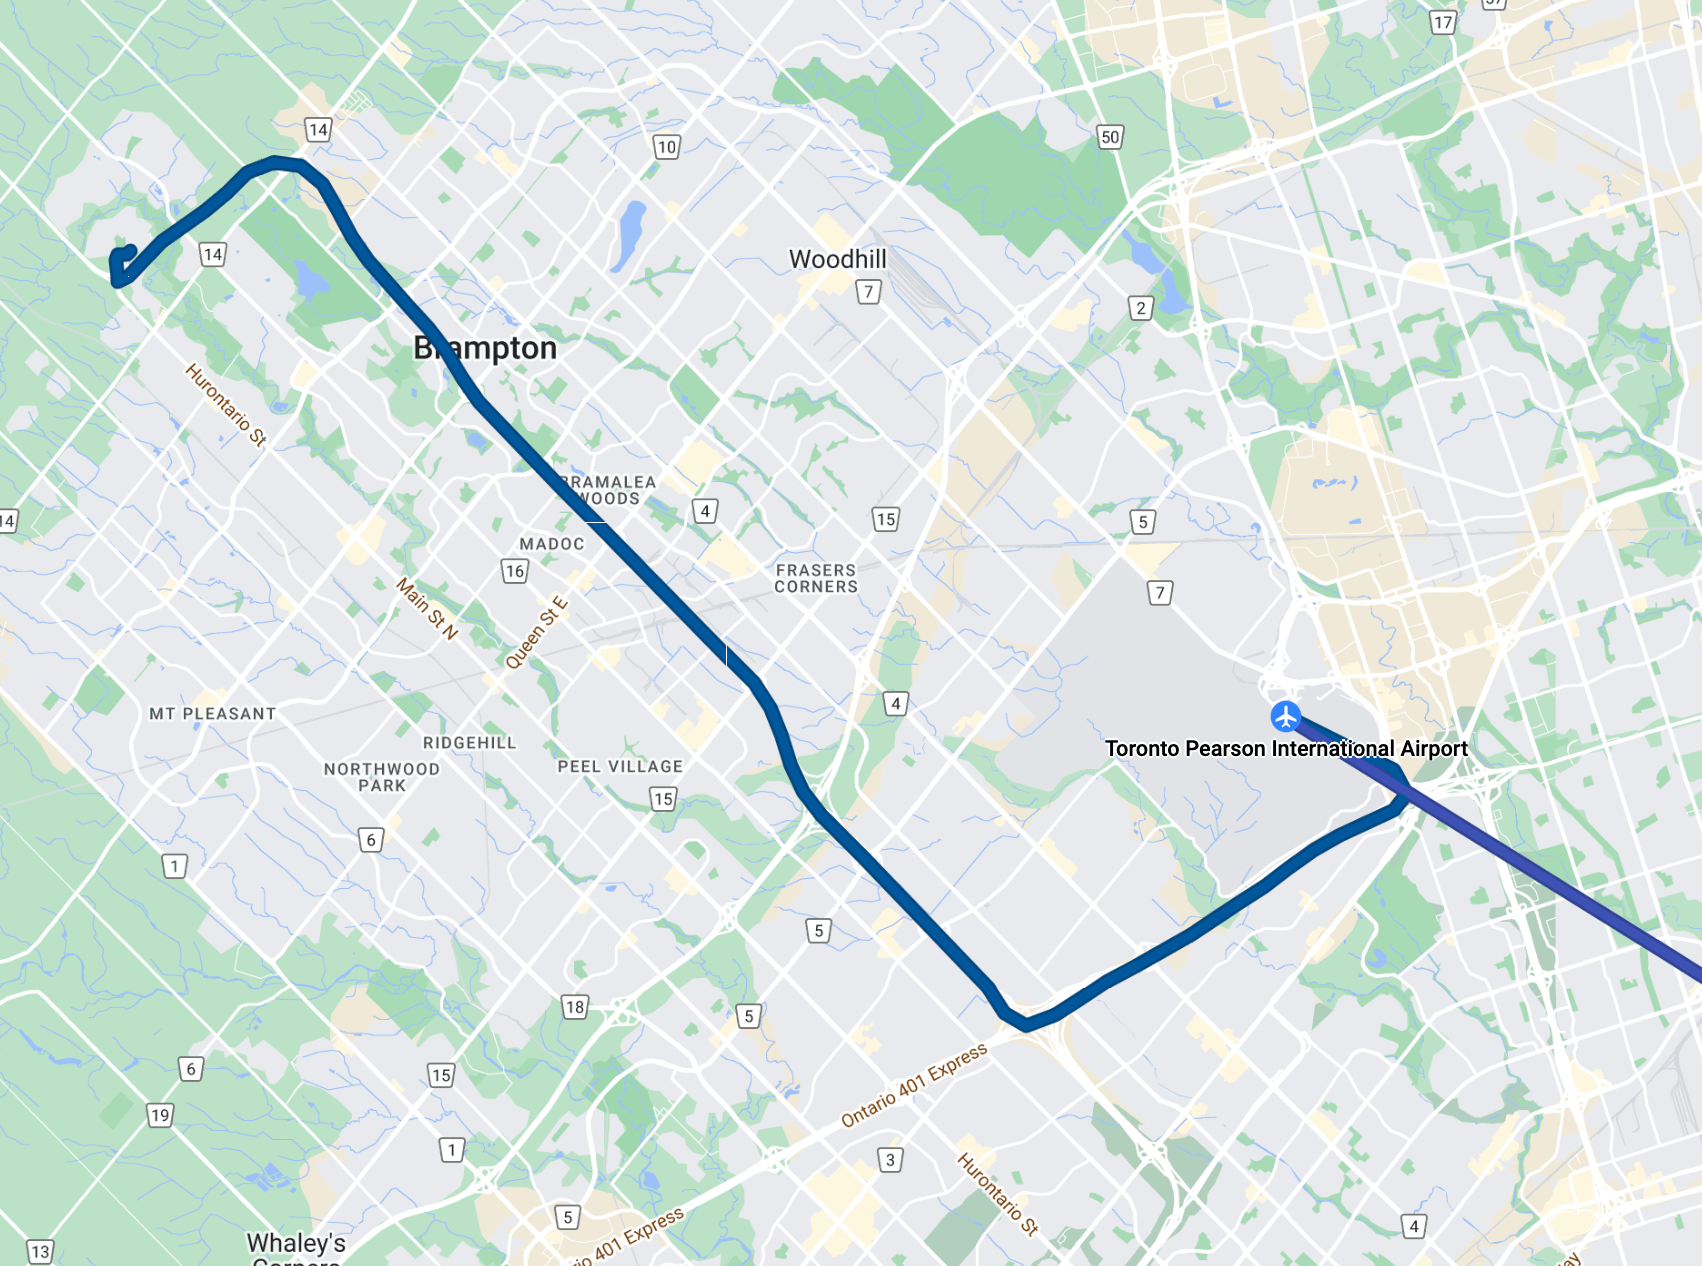 17
14
10
50
14
Woodhill
7
2
Brampton
Hurontario St
BRAMALEA
WOODS
4
15
14
5
MADOC
16
FRASERS
CORNERS
7
Main St N
Queen St E
4
MT PLEASANT
RIDGEHILL
Toronto Pearson International Airport
NORTHWOOD
PARK
PEEL VILLAGE
15
6
1
5
18
5
Ontario 401 Express
6
15
19
1
3
Hurontario St
5
4
Whaley's
13
401 Express